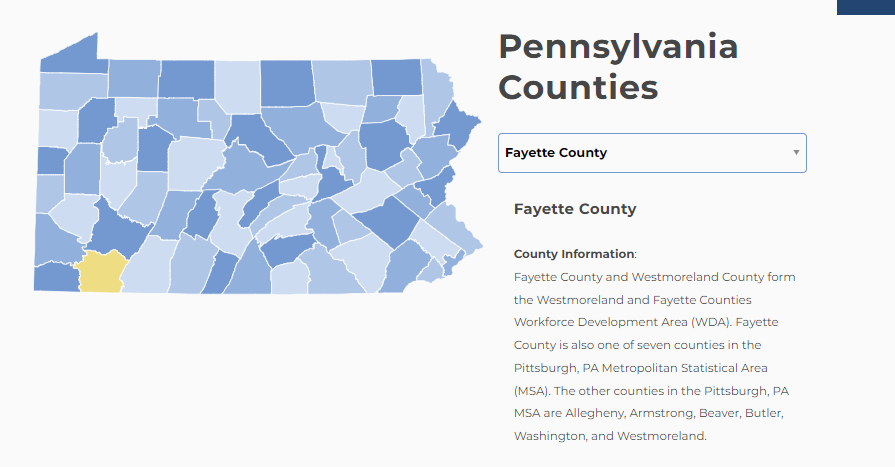 Pennsylvania
Counties
Fayette County
Fayette County
County Information:
Fayette County and Westmoreland County form
the Westmoreland and Fayette Counties
Workforce Development Area (WDA). Fayette
County is also one of seven counties in the
Pittsburgh, PA Metropolitan Statistical Area
(MSA). The other counties in the Pittsburgh, PA
MSA are Allegheny, Armstrong, Beaver, Butler,
Washington, and Westmoreland.